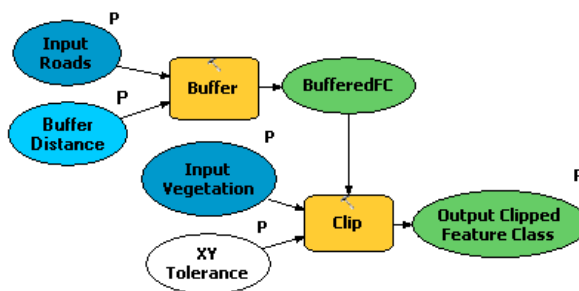 P
Input
Roads
P
Buffer
Distance
Buffer
BufferedFC
P
Input
Vegetation
P
XY
Tolerance
Clip
P
Output Clipped
Feature Class